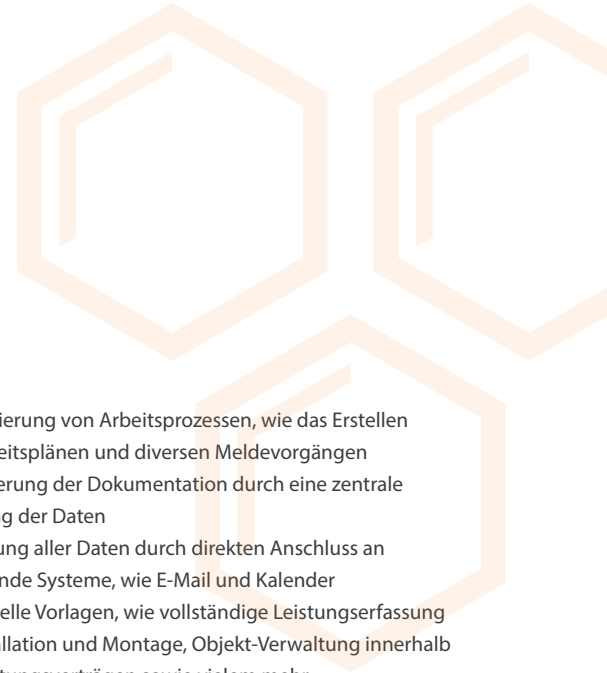 ierung von Arbeitsprozessen, wie das Erstellen
eitsplänen und diversen Meldevorgängen
erung der Dokumentation durch eine zentrale
g der Daten
ung aller Daten durch direkten Anschluss an
nde Systeme, wie E-Mail und Kalender
elle Vorlagen, wie vollständige Leistungserfassung
allation und Montage, Objekt-Verwaltung innerhalb